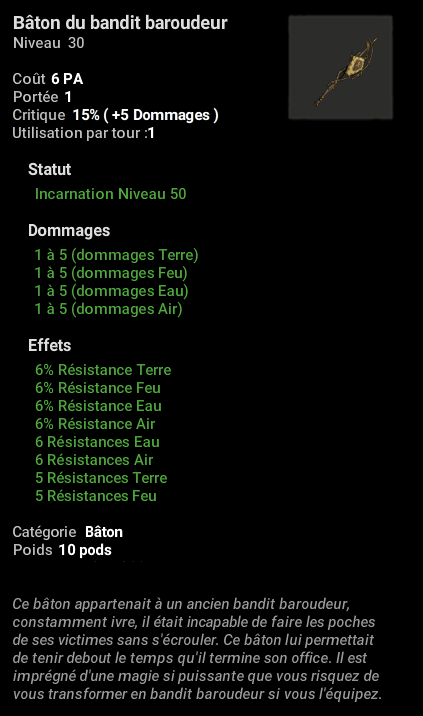 Bâton du bandit baroudeur
Niveau 30
Coût 6 PA
Portée 1
Critique 15% ( +5 Dommages )
Utilisation par tour :1
Statut
Incarnation Niveau 50
Dommages
1 à 5 (dommages Terre)
1 à 5 (dommages Feu)
1 à 5 (dommages Eau)
1 à 5 (dommages Air)
Effets
6% Résistance Terre
6% Résistance Feu
6% Résistance Eau
6% Résistance Air
6 Résistances Eau
6 Résistances Air
5 Résistances Terre
5 Résistances Feu
Catégorie Bâton
Poids 10 pods
Ce bâton appartenait à un ancien bandit baroudeur,
constamment ivre, il était incapable de faire les poches
de ses victimes sans s'écrouler. Ce bâton lui permettait
de tenir debout le temps qu'il termine son office. Il est
imprégné d'une magie si puissante que vous risquez de
vous transformer en bandit baroudeur si vous l'équipez.